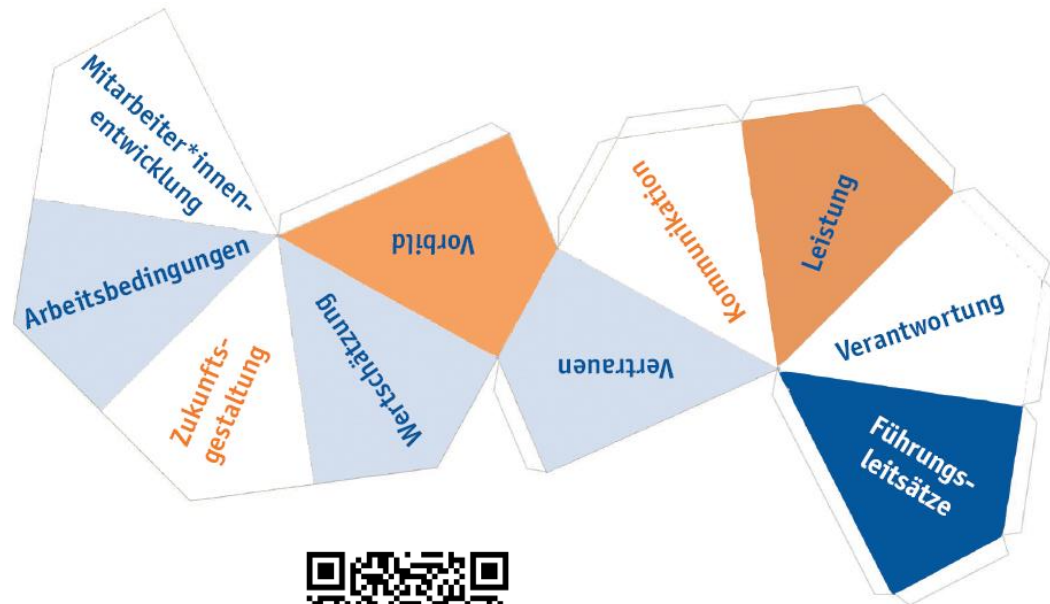 Mitarbeiter*innen-
entwicklung
Arbeitsbedingungen
Zukunfts-
gestaltung
Wertschätzung
Vorbild
Vertrauen
Kommunikation
Leistung
Verantwortung
Führungs-
leitsätze